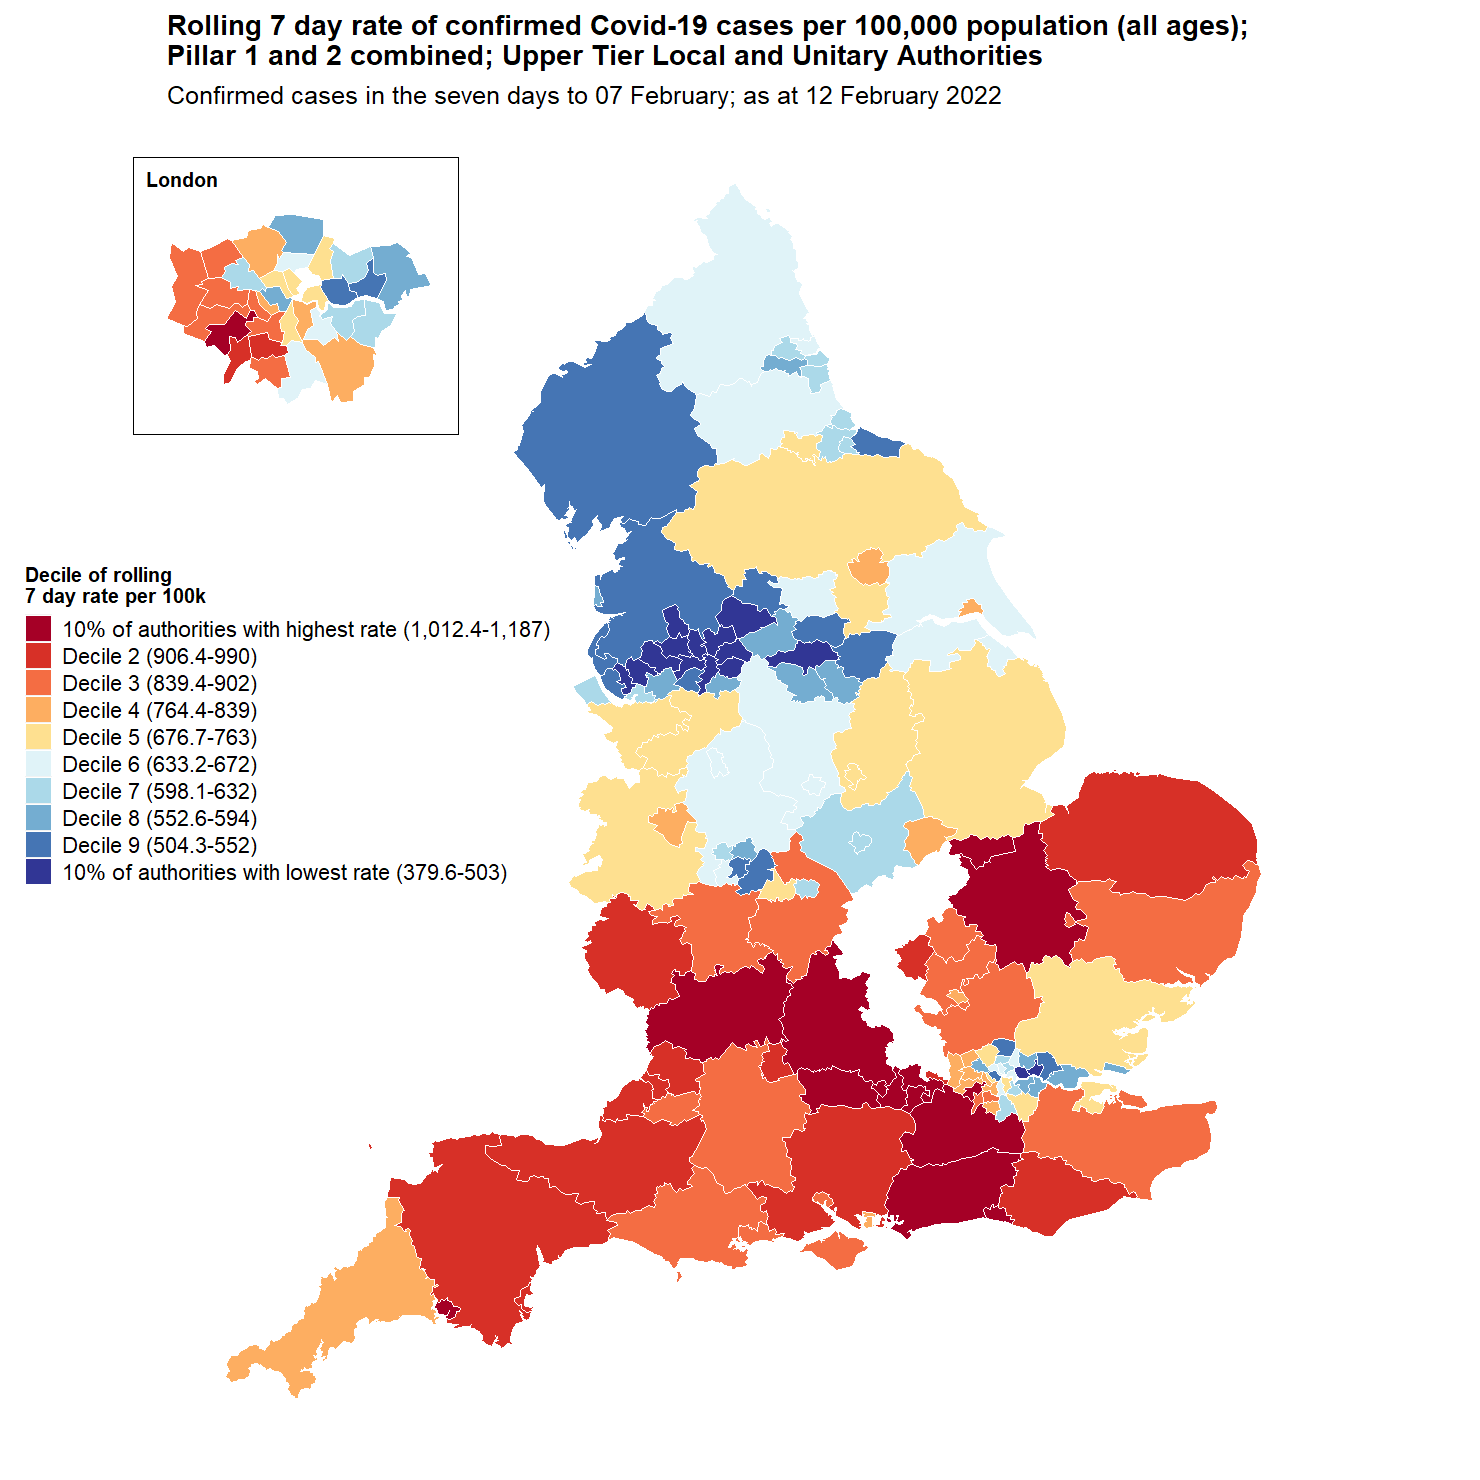 Rolling 7 day rate of confirmed Covid-19 cases per 100,000 population (all ages);
Pillar 1 and 2 combined; Upper Tier Local and Unitary Authorities
Confirmed cases in the seven days to 07 February; as at 12 February 2022
London
Decile of rolling
7 day rate per 100k
10% of authorities with highest rate (1,012.4-1,187)
Decile 2 (906.4-990)
Decile 3 (839.4-902)
Decile 4 (764.4-839)
Decile 5 (676.7-763)
Decile 6 (633.2-672)
Decile 7 (598.1-632)
Decile 8 (552.6-594)
Decile 9 (504.3-552)
10% of authorities with lowest rate (379.6-503)